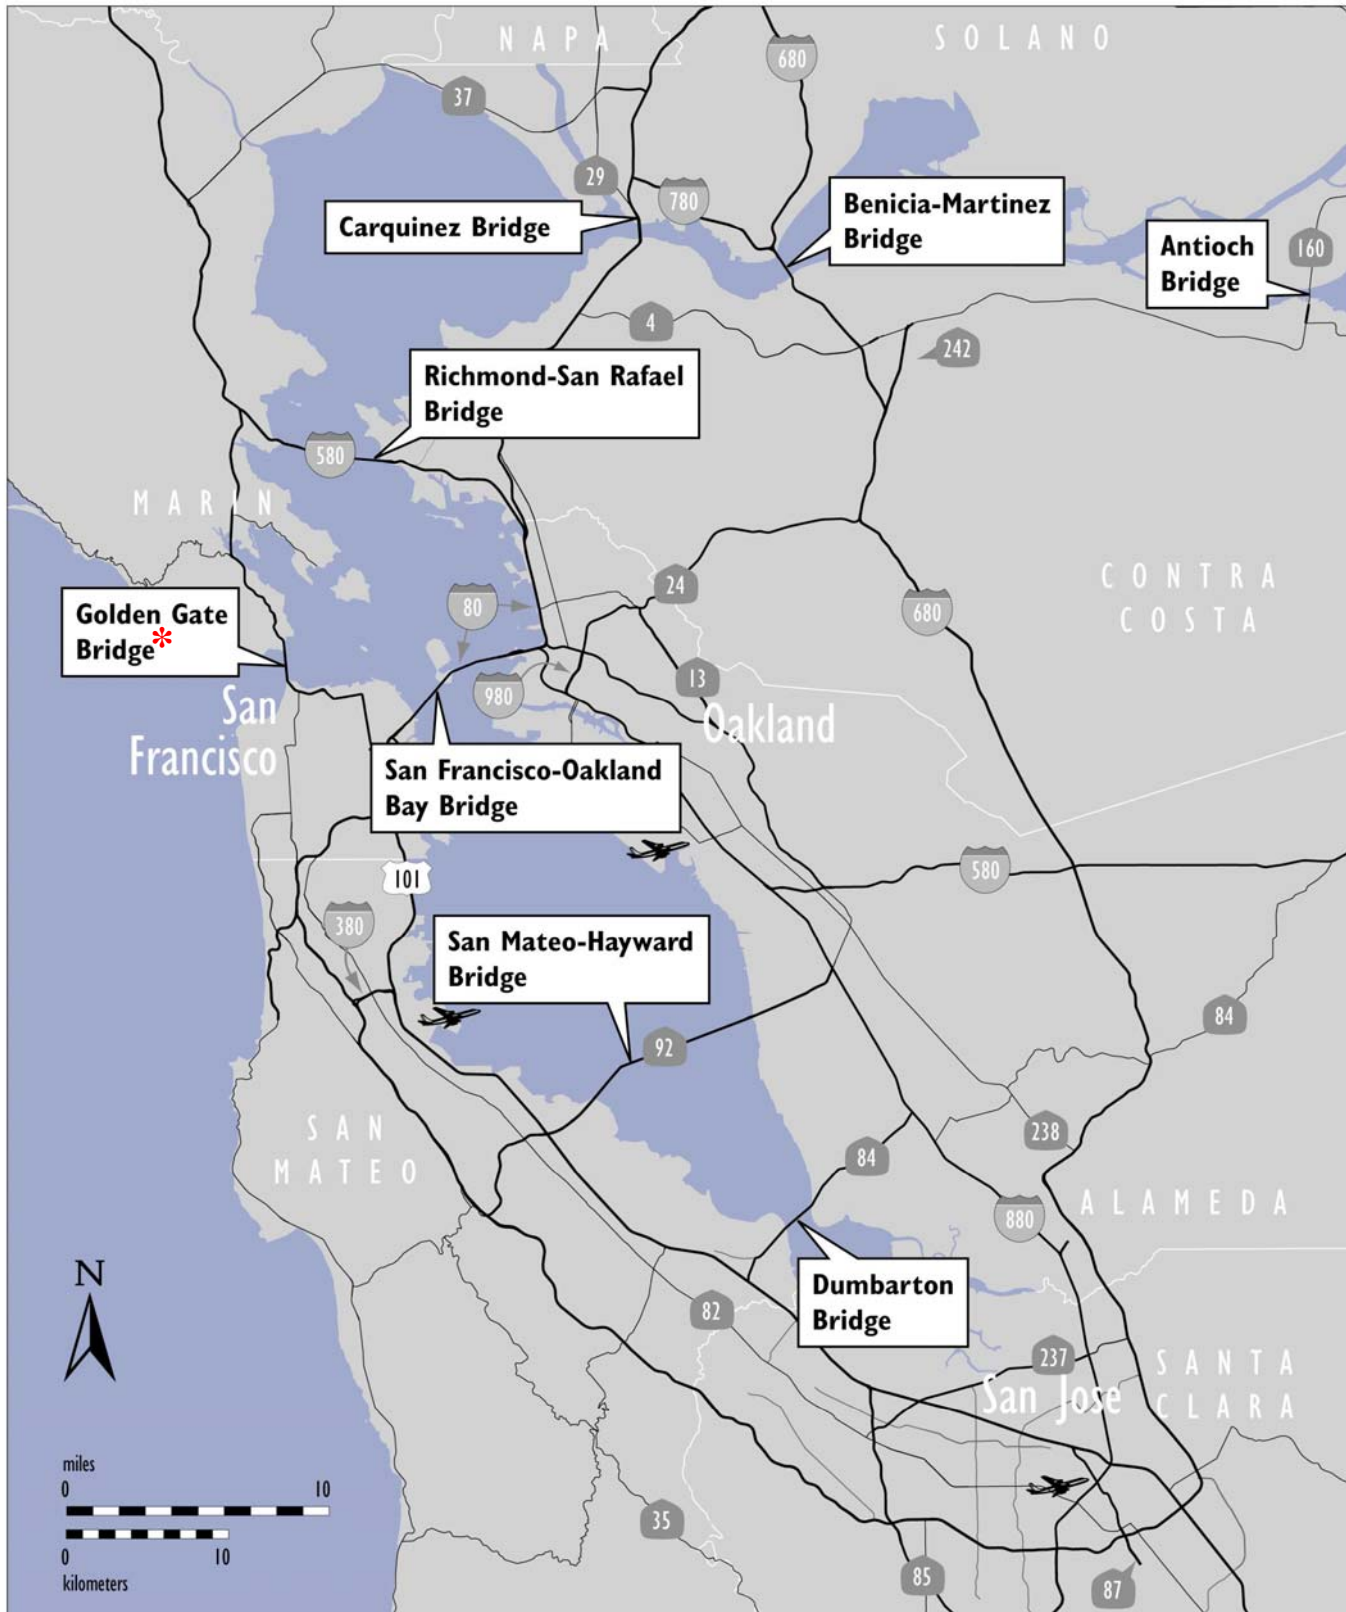 NAPA
SOLANO
680
37
29
780
Carquinez Bridge
Benicia-Martinez
Bridge
Antioch
Bridge
160
4
242
Richmond-San Rafael
Bridge
580
MARIN
80
24
680
CONTRA
COSTA
Golden Gate
Bridge*
980
13
San
Francisco
Oakland
San Francisco-Oakland
Bay Bridge
101
580
380
San Mateo-Hayward
Bridge
92
84
SAN
MATEO
84
238
880
ALAMEDA
N
Dumbarton
Bridge
82
237
San Jose
SANTA
CLARA
miles
0 10
0 10
kilometers
35
85
87